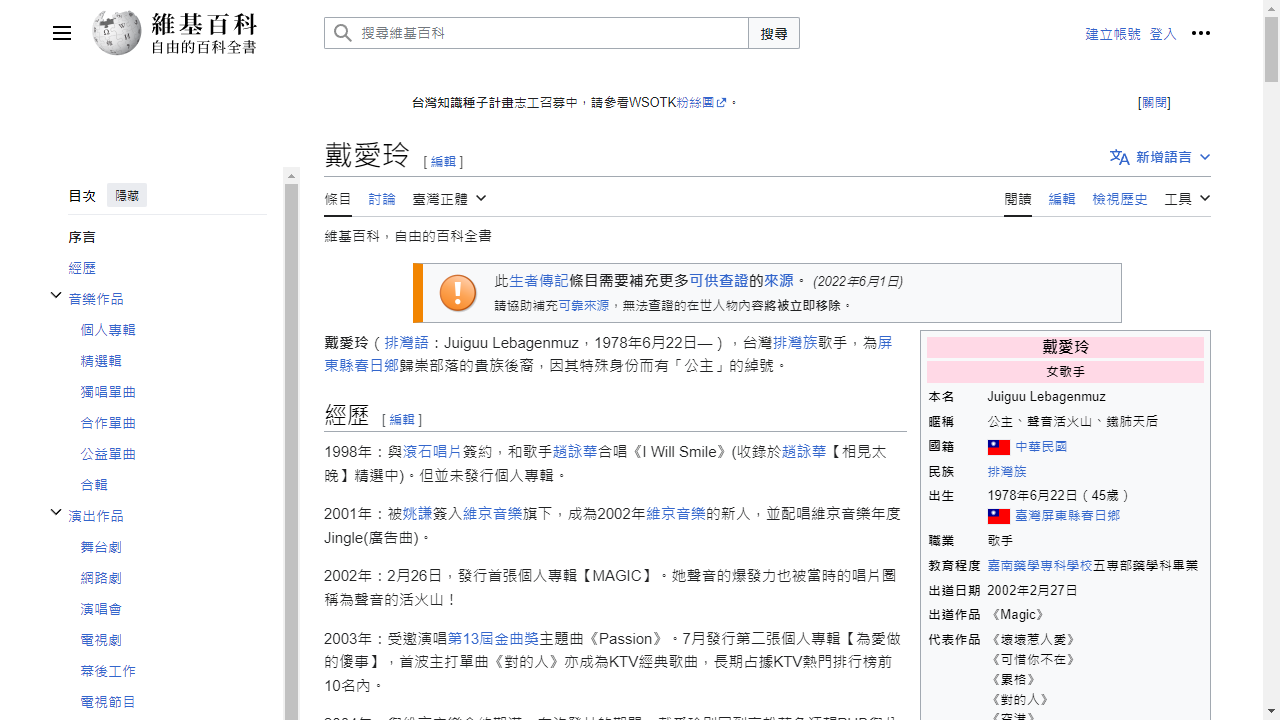 維基百科
自由的百科全書
搜尋維基百科
搜尋
建立帳號 登入
台灣知識種子計畫志工召募中，請參看WSOTK粉絲團。
[關閉]
目次 隱藏
序言
經歷
音樂作品
個人專輯
精選輯
獨唱單曲
合作單曲
公益單曲
合輯
演出作品
舞台劇
網路劇
演唱會
電視劇
幕後工作
電視節目
戴愛玲 [ 編輯 ]
新增語言
條目 討論 臺灣正體
閱讀 編輯 檢視歷史 工具
維基百科，自由的百科全書
此生者傳記條目需要補充更多可供查證的來源。 (2022年6月1日)
請協助補充可靠來源，無法查證的在世人物內容將被立即移除。
戴愛玲（排灣語：Juiguu Lebagenmuz，1978年6月22日—），台灣排灣族歌手，為屏
東縣春日鄉歸崇部落的貴族後裔，因其特殊身份而有「公主」的綽號。
經歷 [ 編輯 ]
1998年：與滾石唱片簽約，和歌手趙詠華合唱《I Will Smile》(收錄於趙詠華【相見太
晚】精選中)。但並未發行個人專輯。
2001年：被姚謙簽入維京音樂旗下，成為2002年維京音樂的新人，並配唱維京音樂年度
Jingle(廣告曲)。
2002年：2月26日，發行首張個人專輯【MAGIC】。她聲音的爆發力也被當時的唱片圈
稱為聲音的活火山！
2003年：受邀演唱第13屆金曲獎主題曲《Passion》。7月發行第二張個人專輯【為愛做
的傻事】，首波主打單曲《對的人》亦成為KTV經典歌曲，長期占據KTV熱門排行榜前
10名內。
戴愛玲
女歌手
本名 Juiguu Lebagenmuz
暱稱 公主、聲音活火山、鐵肺天后
國籍 中華民國
民族 排灣族
出生 1978年6月22日（45歲）
臺灣屏東縣春日鄉
職業 歌手
教育程度 嘉南藥學專科學校五專部藥學科畢業
出道日期 2002年2月27日
出道作品 《Magic》
代表作品 《壞壞惹人愛》
《可惜你不在》
《累格》
《對的人》